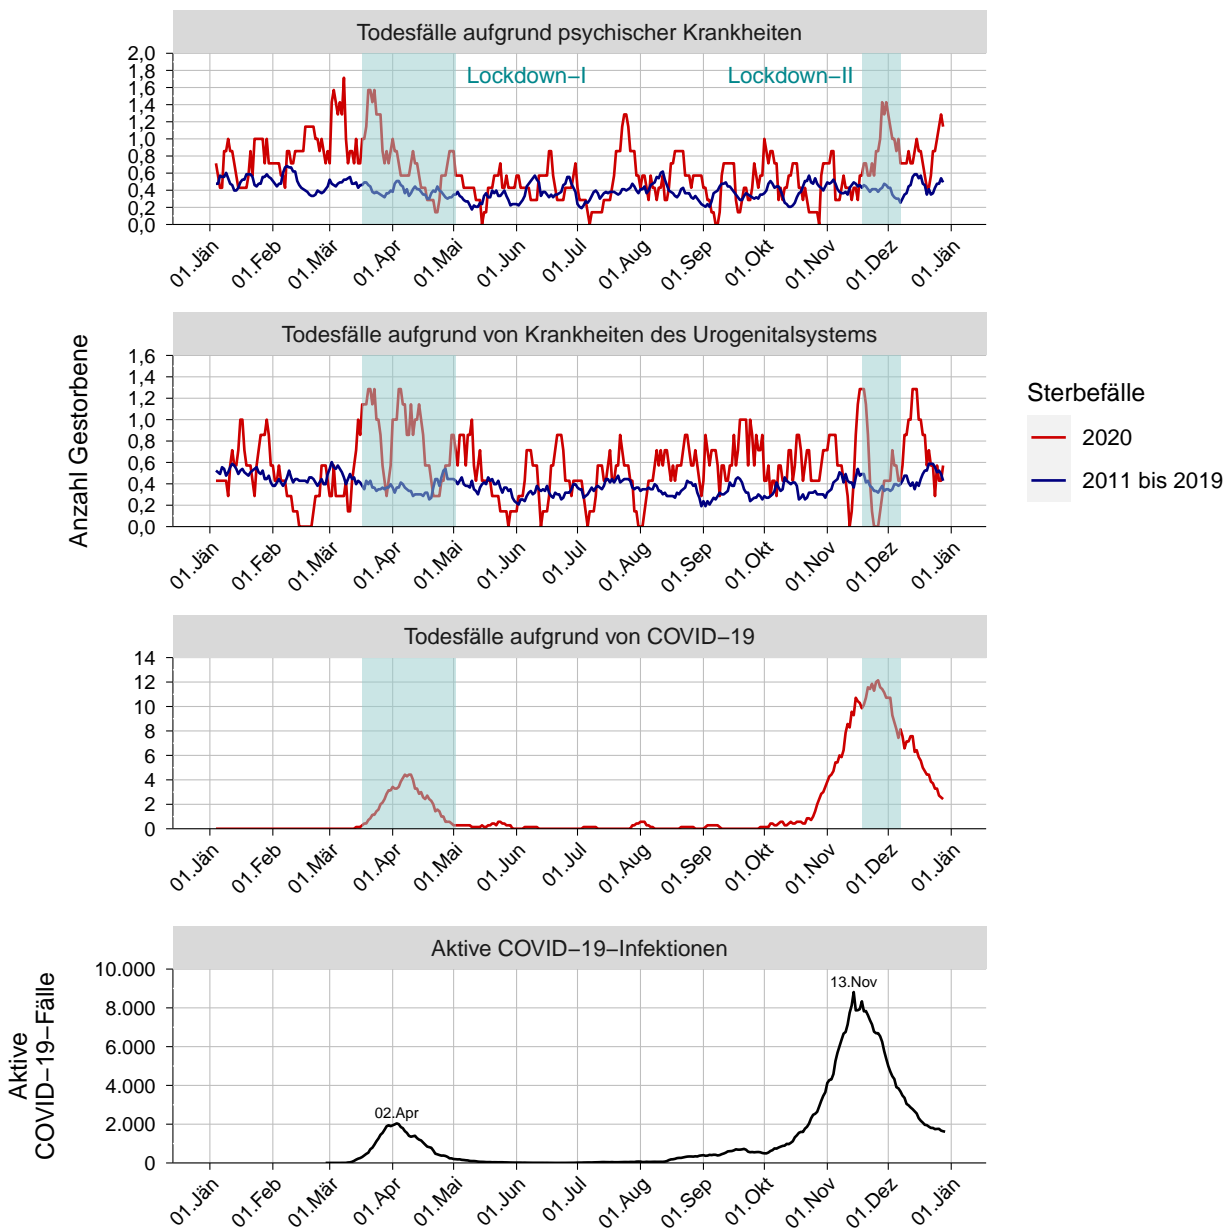 Todesfälle aufgrund psychischer Krankheiten
2,0
1,8
1,6
1,4
1,2
1,0
0,8
0,6
0,4
0,2
0,0
Lockdown−I
Lockdown−II
01.Jän
01.Feb
01.Mär
01.Apr
01.Mai
01.Jun
01.Jul
01.Aug
01.Sep
01.Okt
01.Nov
01.Dez
01.Jän
Anzahl Gestorbene
Todesfälle aufgrund von Krankheiten des Urogenitalsystems
1,6
1,4
1,2
1,0
0,8
0,6
0,4
0,2
0,0
01.Jän
01.Feb
01.Mär
01.Apr
01.Mai
01.Jun
01.Jul
01.Aug
01.Sep
01.Okt
01.Nov
01.Dez
01.Jän
Sterbefälle
2020
2011 bis 2019
Todesfälle aufgrund von COVID−19
14
12
10
8
6
4
2
0
01.Jän
01.Feb
01.Mär
01.Apr
01.Mai
01.Jun
01.Jul
01.Aug
01.Sep
01.Okt
01.Nov
01.Dez
01.Jän
Aktive COVID−19−Infektionen
Aktive
COVID−19−Fälle
10.000
8.000
6.000
4.000
2.000
0
02.Apr
13.Nov
01.Jän
01.Feb
01.Mär
01.Apr
01.Mai
01.Jun
01.Jul
01.Aug
01.Sep
01.Okt
01.Nov
01.Dez
01.Jän